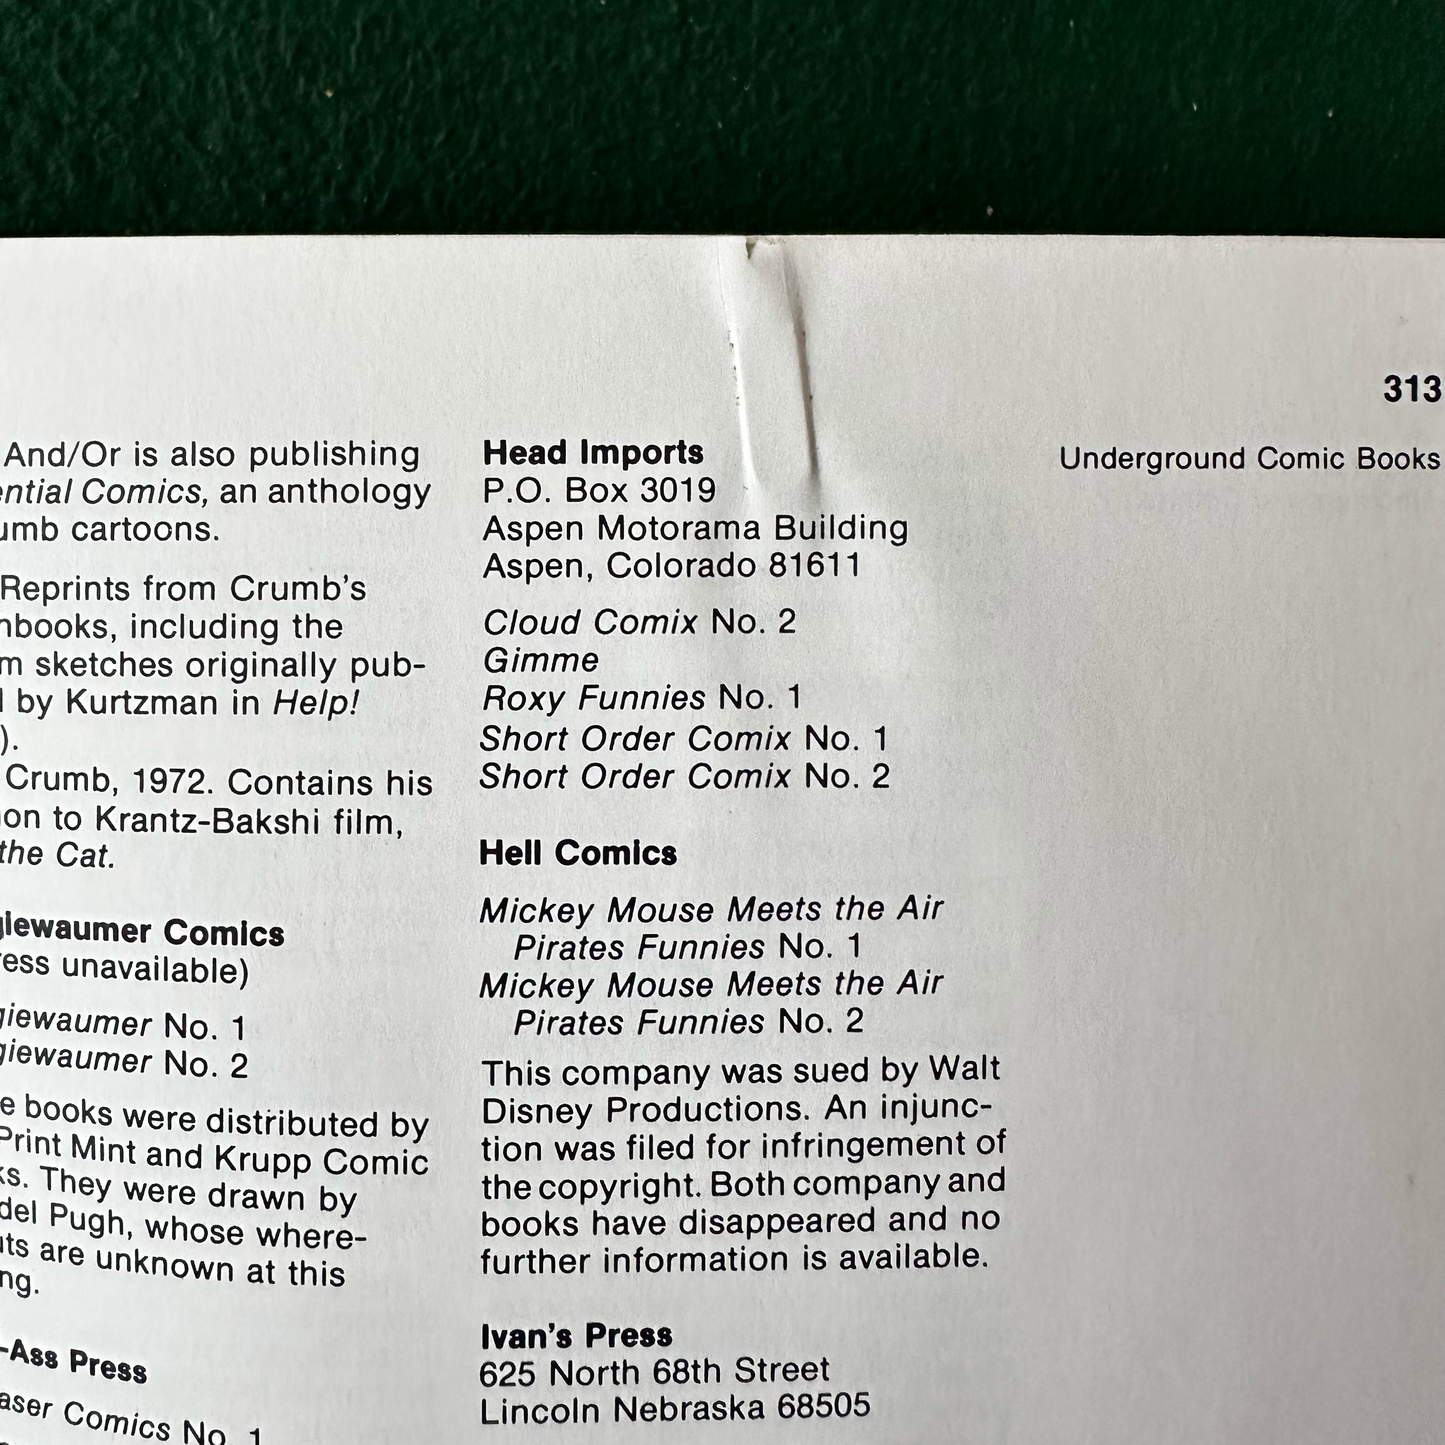 313
Underground Comic Books
And/Or is also publishing
ential Comics, an anthology
umb cartoons.
Reprints from Crumb's
hbooks, including the
m sketches originally pub-
l by Kurtzman in Help!
).
Crumb, 1972. Contains his
on to Krantz-Bakshi film,
the Cat.
giewaumer Comics
ess unavailable)
giewaumer No. 1
giewaumer No. 2
e books were distributed by
Print Mint and Krupp Comic
ks. They were drawn by
del Pugh, whose where-
uts are unknown at this
ng.
-Ass Press
aser Comics No. 1
Head Imports
P.O. Box 3019
Aspen Motorama Building
Aspen, Colorado 81611
Cloud Comix No. 2
Gimme
Roxy Funnies No. 1
Short Order Comix No. 1
Short Order Comix No. 2
Hell Comics
Mickey Mouse Meets the Air
Pirates Funnies No. 1
Mickey Mouse Meets the Air
Pirates Funnies No. 2
This company was sued by Walt
Disney Productions. An injunc-
tion was filed for infringement of
the copyright. Both company and
books have disappeared and no
further information is available.
Ivan's Press
625 North 68th Street
Lincoln Nebraska 68505